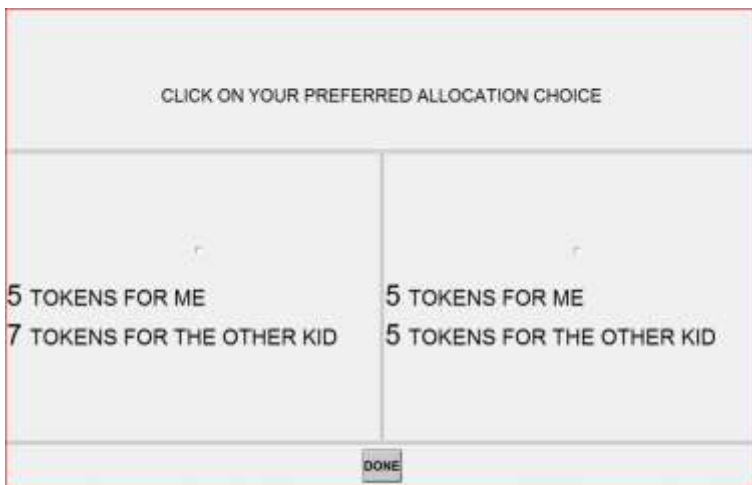 CLICK ON YOUR PREFERRED ALLOCATION CHOICE
5 TOKENS FOR ME
7 TOKENS FOR THE OTHER KID
5 TOKENS FOR ME
5 TOKENS FOR THE OTHER KID
DONE